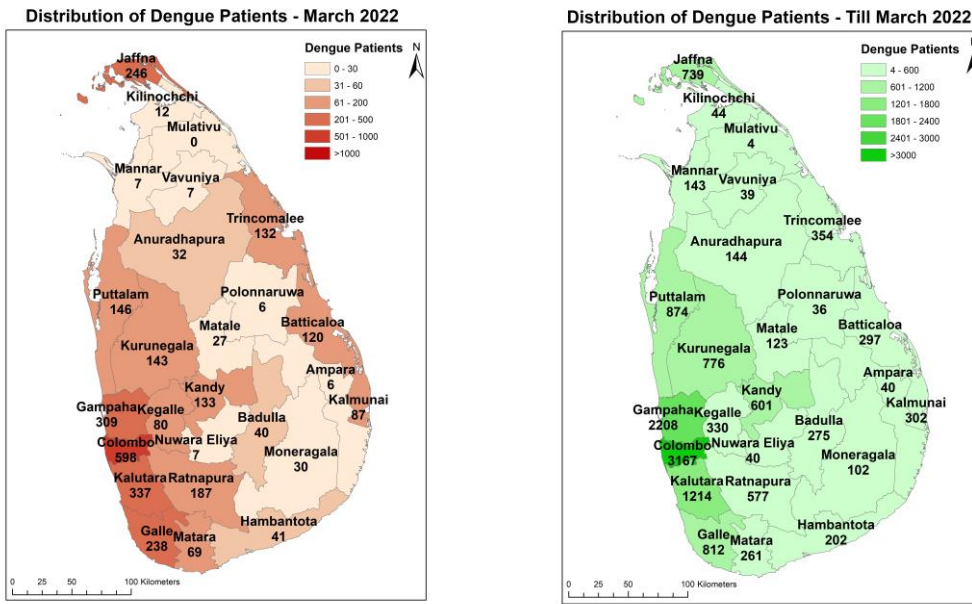 Distribution of Dengue Patients - March 2022
Dengue Patients
0 - 30
31 - 60
61 - 200
201 - 500
501 - 1000
>1000
N
Jaffna
246
Kilinochchi
12
Mulativu
0
Mannar
7
Vavuniya
7
Trincomalee
132
Anuradhapura
32
Polonnaruwa
6
Puttalam
146
Matale
27
Batticaloa
120
Kurunegala
143
Ampara
6
Kandy
133
Kalmunai
87
Gampaha
309
Kegalle
80
Badulla
40
Colombo
598
Nuwara Eliya
7
Moneragala
30
Kalutara
337
Ratnapura
187
Hambantota
41
Galle
238
Matara
69
0 25 50 100 Kilometers
Distribution of Dengue Patients - Till March 2022
Dengue Patients
4 - 600
601 - 1200
1201 - 1800
1801 - 2400
2401 - 3000
>3000
Jaffna
739
Kilinochchi
44
Mulativu
4
Mannar
143
Vavuniya
39
Trincomalee
354
Anuradhapura
144
Polonnaruwa
36
Puttalam
874
Matale
123
Batticaloa
297
Kurunegala
776
Ampara
40
Kandy
601
Kalmunai
302
Gampaha
2208
Kegalle
330
Badulla
275
Colombo
3167
Nuwara Eliya
40
Moneragala
102
Kalutara
1214
Ratnapura
577
Hambantota
202
Galle
812
Matara
261
0 25 50 100 Kilometers